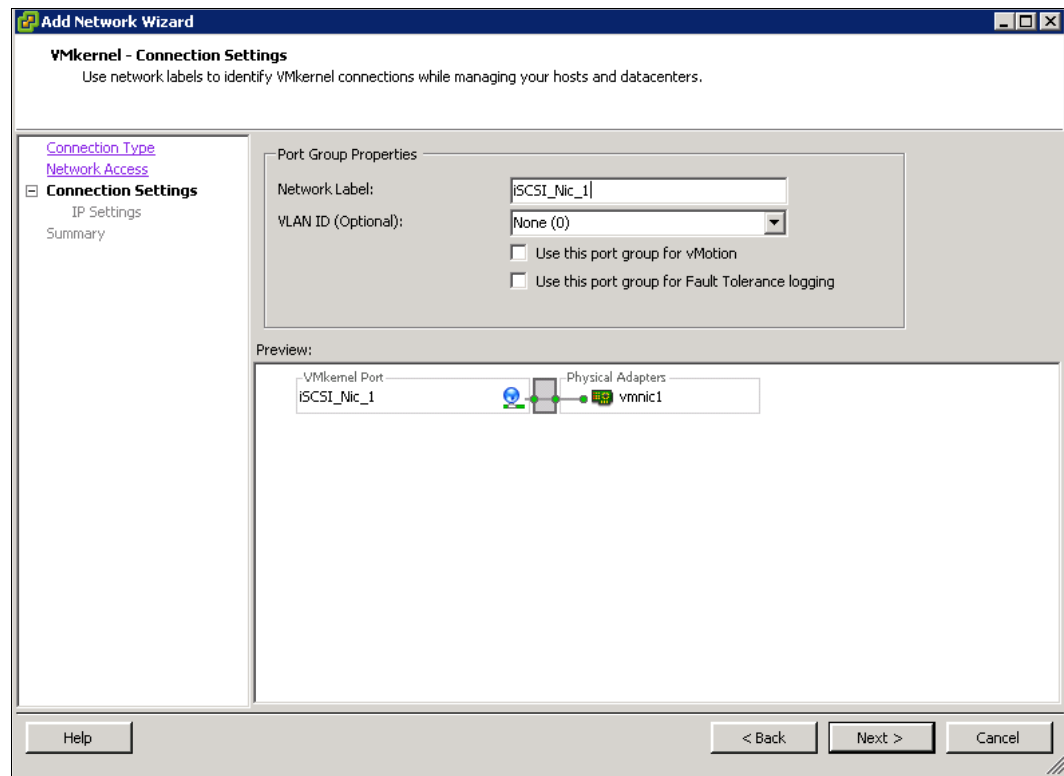 Add Network Wizard
VMkernel - Connection Settings
Use network labels to identify VMkernel connections while managing your hosts and datacenters.
Connection Type
Network Access
Connection Settings
IP Settings
Summary
Port Group Properties
Network Label:
iSCSI_Nic_1
VLAN ID (Optional):
None (0)
Use this port group for vMotion
Use this port group for Fault Tolerance logging
Preview:
VMkernel Port
iSCSI_Nic_1
Physical Adapters
vmnic1
Help
< Back
Next >
Cancel